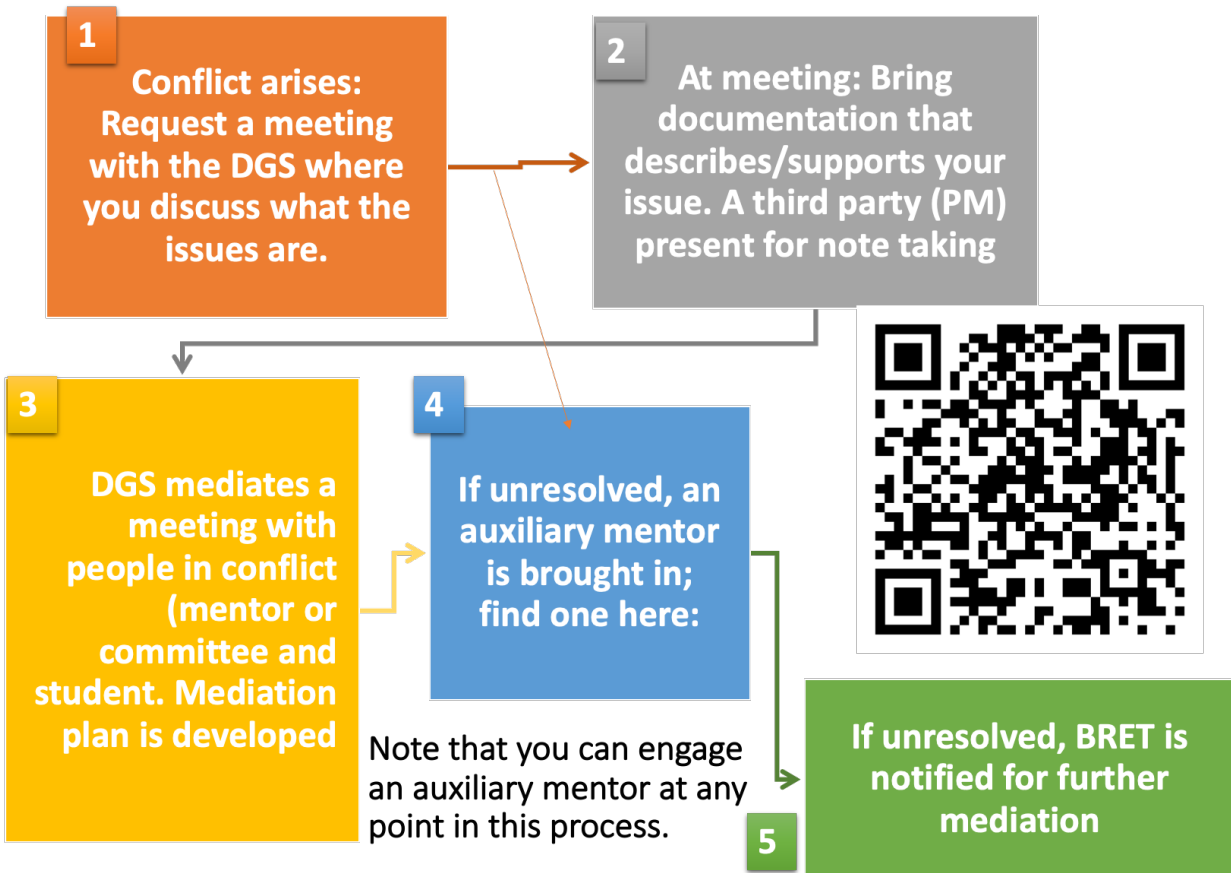 1
Conflict arises:
Request a meeting
with the DGS where
you discuss what the
issues are.
2
At meeting: Bring
documentation that
describes/supports your
issue. A third party (PM)
present for note taking
3
DGS mediates a
meeting with
people in conflict
(mentor or
committee and
student. Mediation
plan is developed
4
If unresolved, an
auxiliary mentor
is brought in;
find one here:
Note that you can engage
an auxiliary mentor at any
point in this process.
5
If unresolved, BRET is
notified for further
mediation